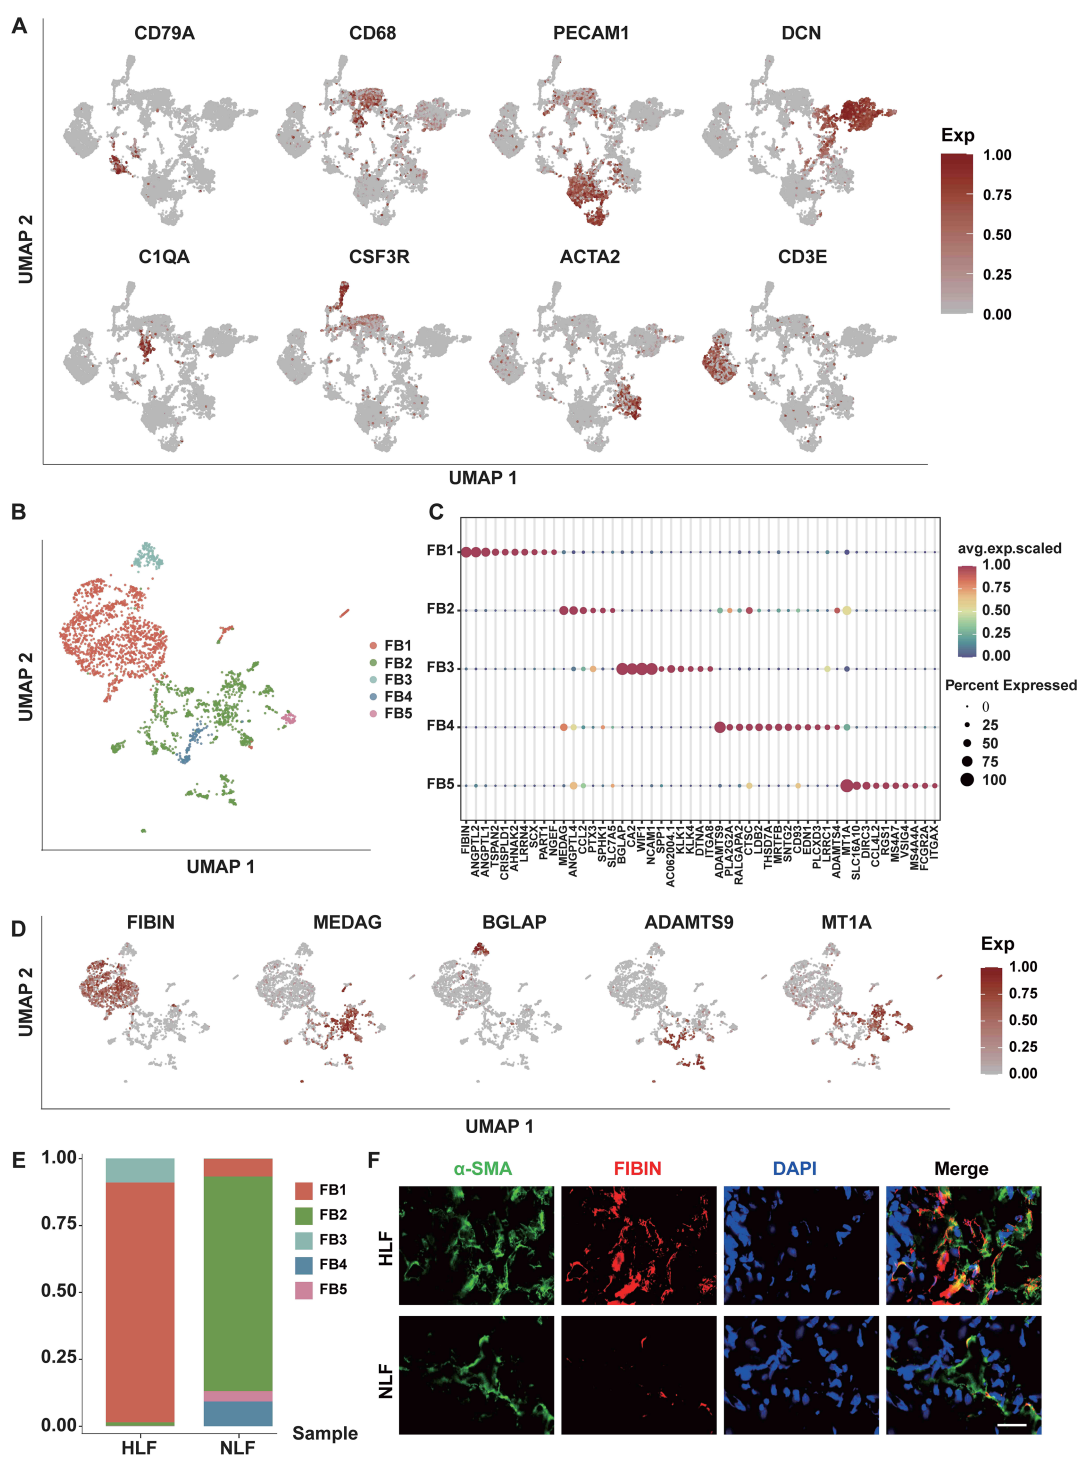 A
CD79A CD68 PECAM1 DCN
Exp
1.00
0.75
0.50
0.25
0.00
C1QA CSF3R ACTA2 CD3E
UMAP 2
UMAP 1
B
FB1
FB2
FB3
FB4
FB5
UMAP 2
UMAP 1
C
FB1
FB2
FB3
FB4
FB5
avg.exp.scaled
1.00
0.75
0.50
0.25
0.00
Percent Expressed
0
25
50
75
100
FIBIN
ANGPTL2
ANGPTL1
TSPAN2
CRISPLD1
AHNAK2
LRRN4
SCX
PART1
NGEF
MEDAG
ANGPTL4
CCL2
PTX3
SPHK1
SLC7A5
BGLAP
CA2
WIF1
NCAM1
SPP1
AC062004.1
KLK1
KLK4
DTNA
ITGA8
ADAMTS9
PLA2G2A
RALGAPA2
CTSC
LDB2
THSD7A
MRTFB
SNTG2
CD93
EDN1
PLCXD3
LRRC1
ADAMTS4
MT1A
SLC16A10
DIRC3
CCL4L2
RGS1
MS4A7
VSIG4
MS4A4A
FCGR2A
ITGAX
D
FIBIN MEDAG BGLAP ADAMTS9 MT1A
Exp
1.00
0.75
0.50
0.25
0.00
UMAP 2
UMAP 1
E
1.00
0.75
0.50
0.25
0.00
HLF NLF
Sample
FB1
FB2
FB3
FB4
FB5
F
α-SMA FIBIN DAPI Merge
HLF
NLF